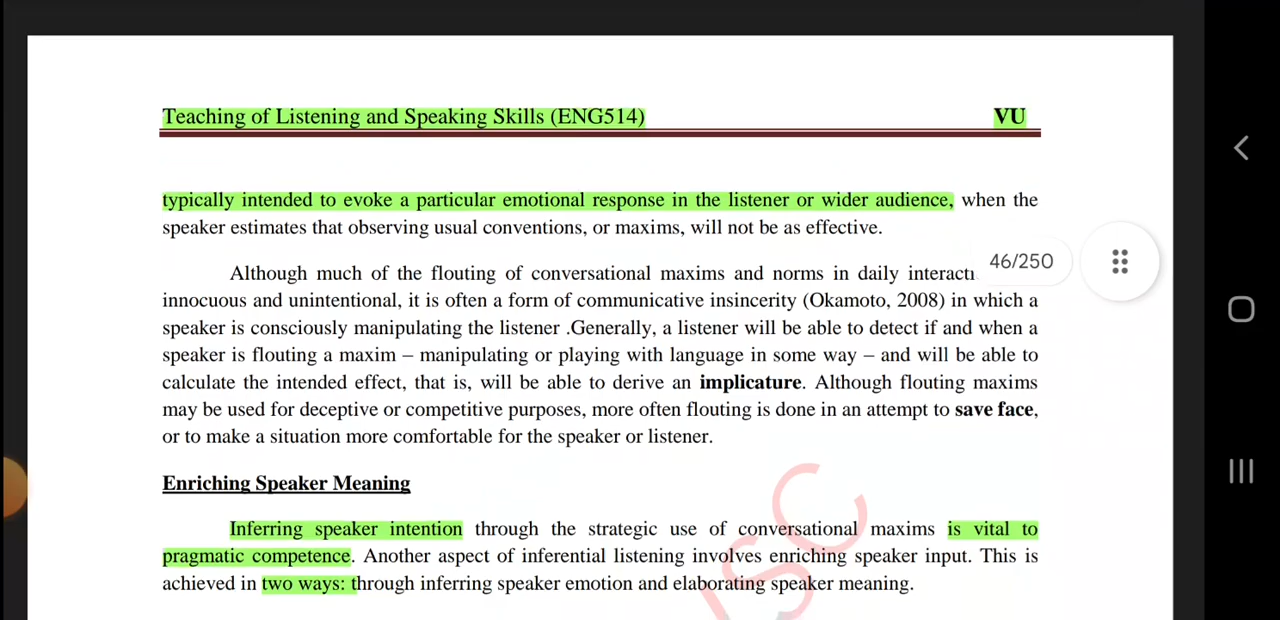 Teaching of Listening and Speaking Skills (ENG514) VU
typically intended to evoke a particular emotional response in the listener or wider audience, when the
speaker estimates that observing usual conventions, or maxims, will not be as effective.
46/250
Although much of the flouting of conversational maxims and norms in daily
innocuous and unintentional, it is often a form of communicative insincerity (Okamoto, 2008) in which a
speaker is consciously manipulating the listener .Generally, a listener will be able to detect if and when a
speaker is flouting a maxim – manipulating or playing with language in some way – and will be able to
calculate the intended effect, that is, will be able to derive an implicature. Although flouting maxims
may be used for deceptive or competitive purposes, more often flouting is done in an attempt to save face,
or to make a situation more comfortable for the speaker or listener.
Enriching Speaker Meaning
Inferring speaker intention through the strategic use of conversational maxims is vital to
pragmatic competence. Another aspect of inferential listening involves enriching speaker input. This is
achieved in two ways: through inferring speaker emotion and elaborating speaker meaning.